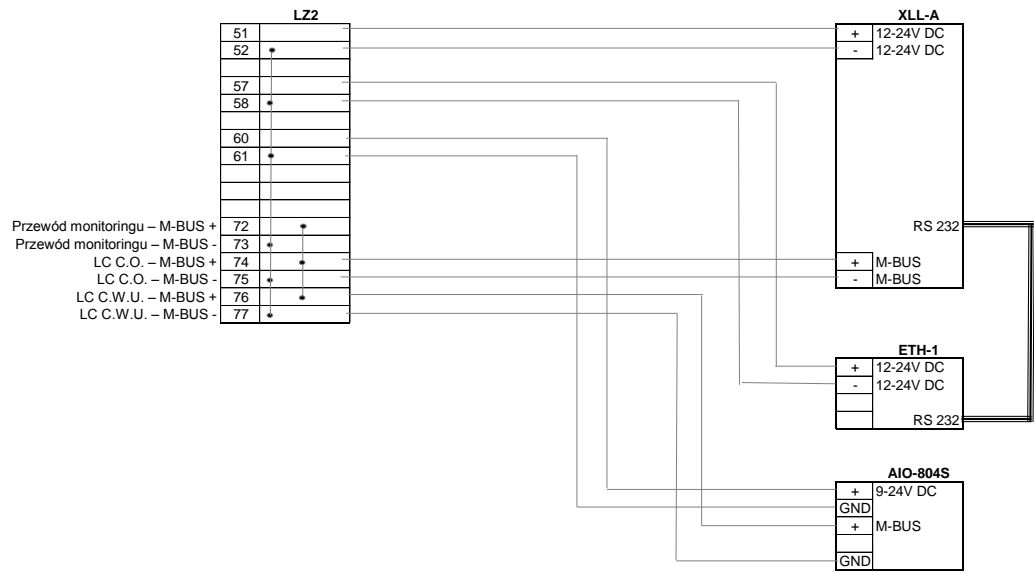 LZ2
51
52
57
58
60
61
Przewód monitoringu – M-BUS + 72
Przewód monitoringu – M-BUS - 73
LC C.O. – M-BUS + 74
LC C.O. – M-BUS - 75
LC C.W.U. – M-BUS + 76
LC C.W.U. – M-BUS - 77
XLL-A
+ 12-24V DC
- 12-24V DC
RS 232
+ M-BUS
- M-BUS
ETH-1
+ 12-24V DC
- 12-24V DC
RS 232
AIO-804S
+ 9-24V DC
GND
+ M-BUS
GND